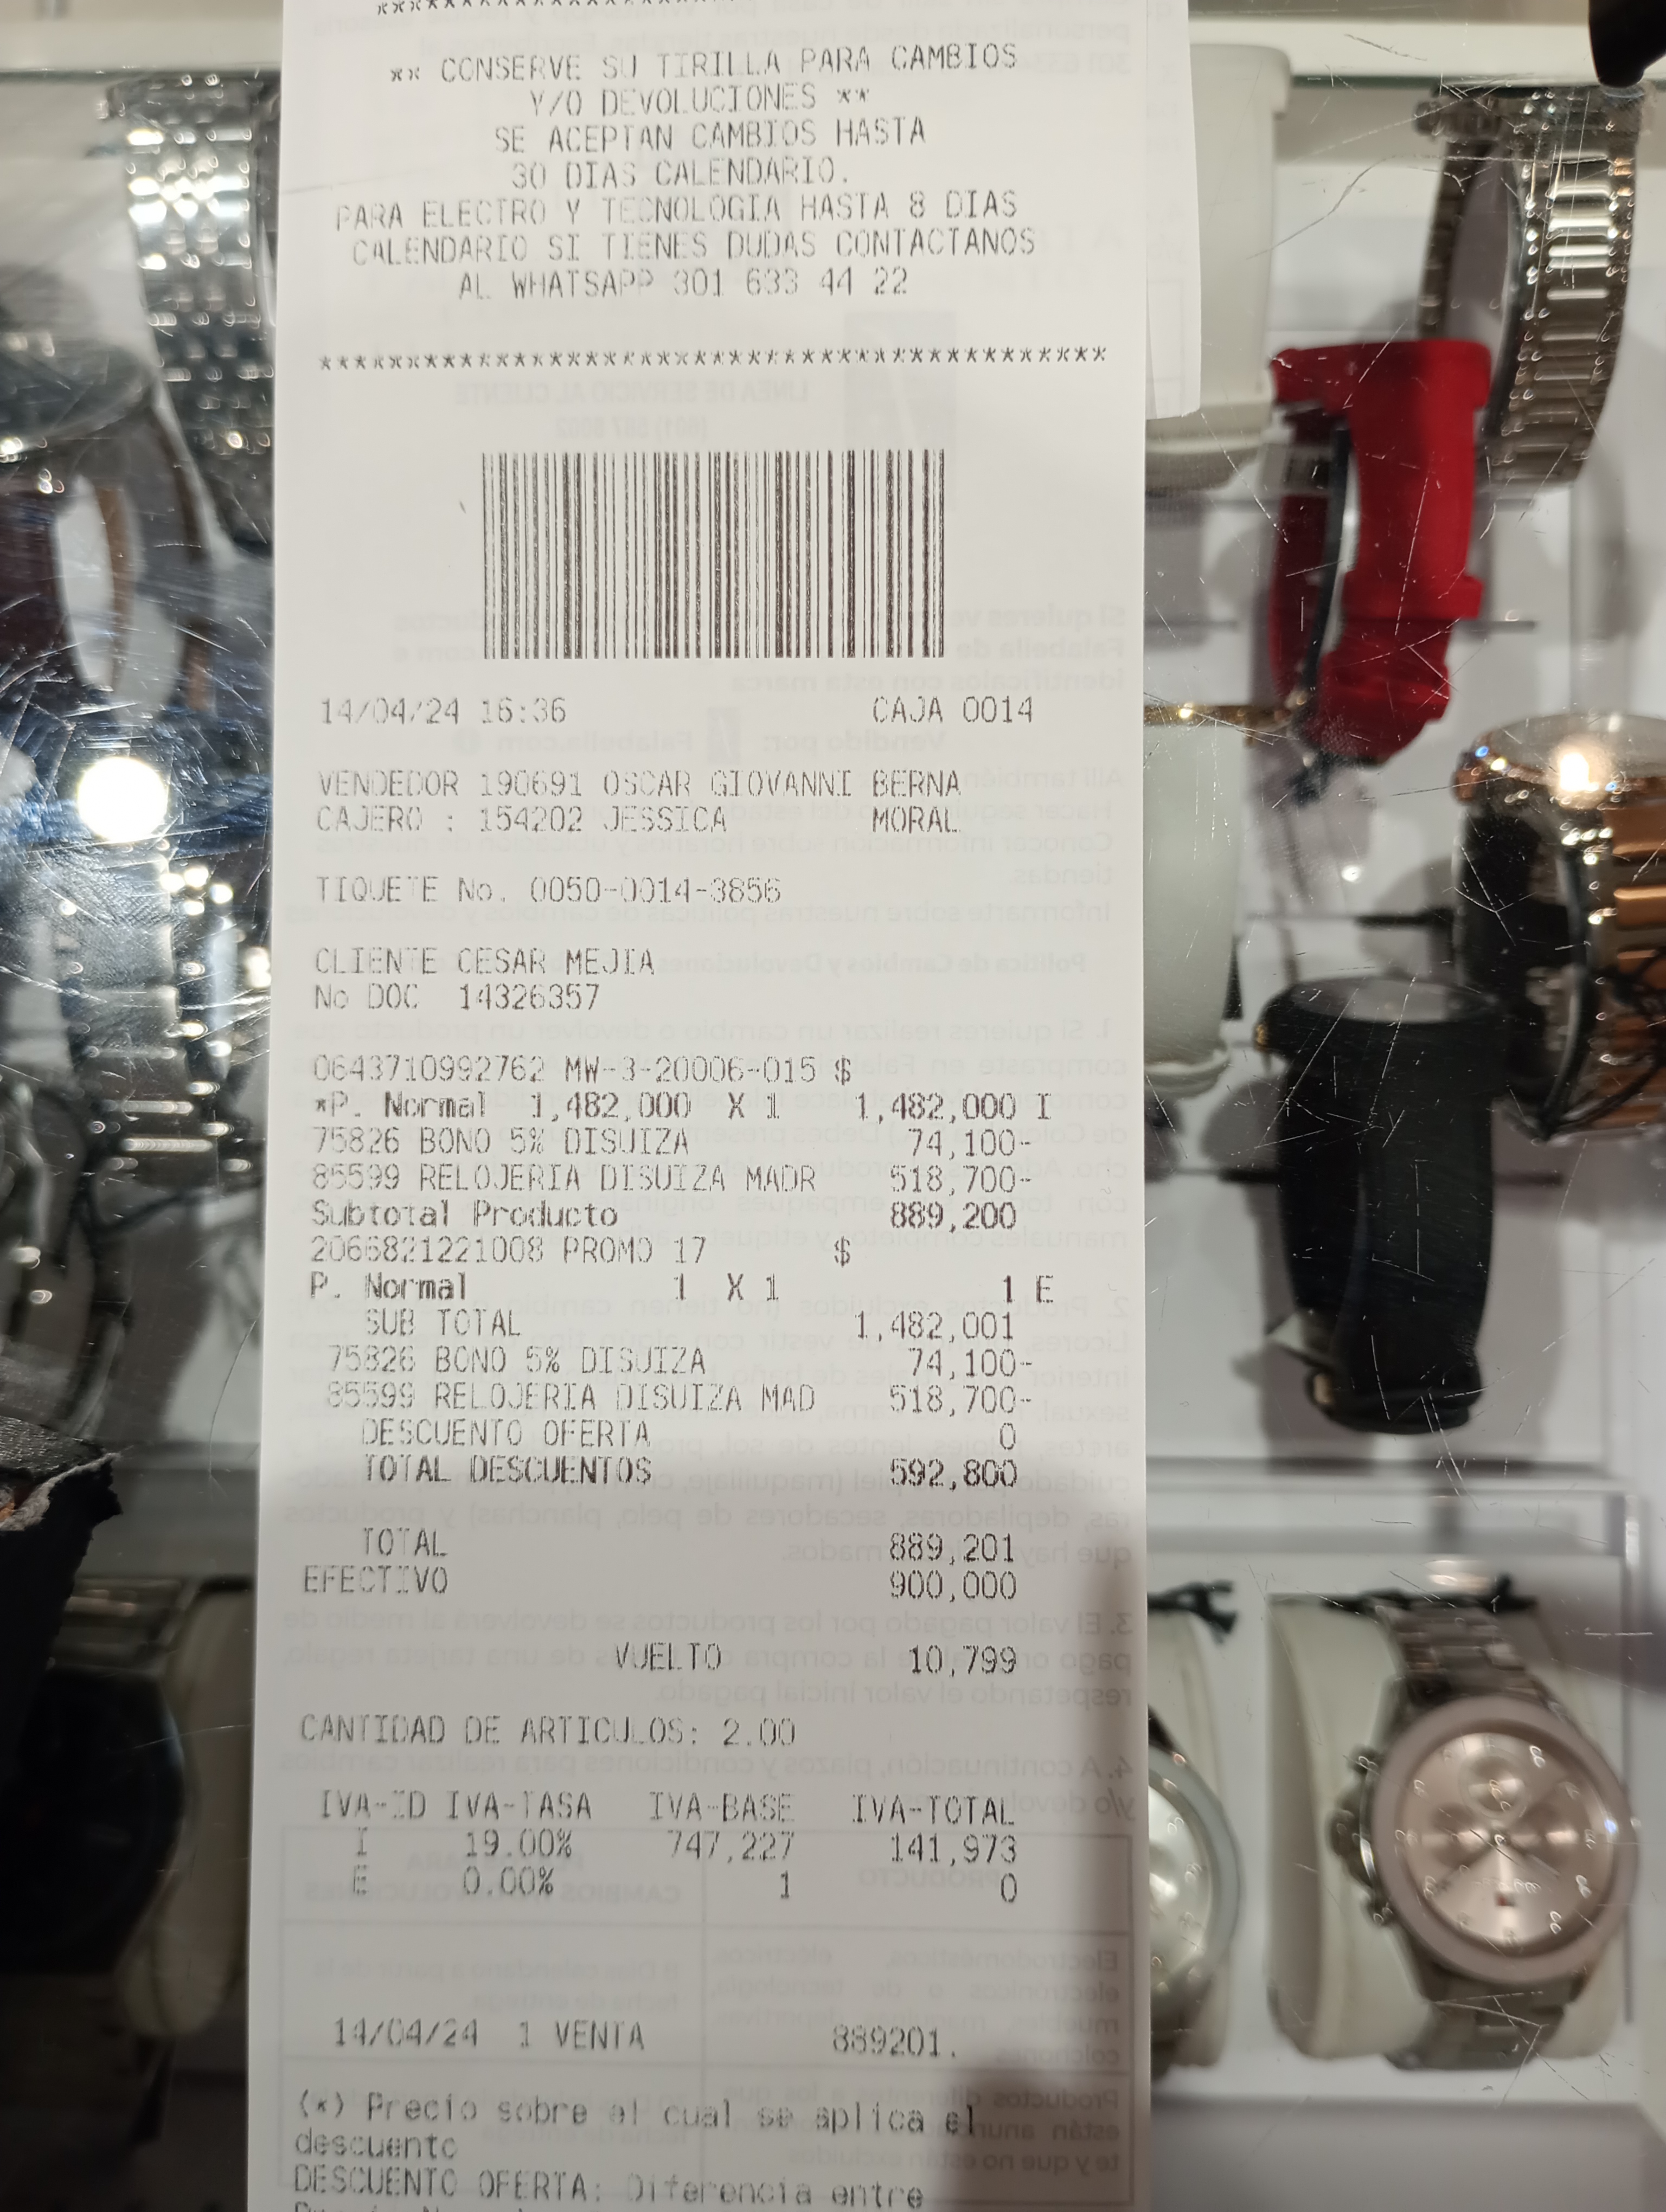 ** CONSERVE SU TIRILLA PARA CAMBIOS
Y/O DEVOLUCIONES **
SE ACEPTAN CAMBIOS HASTA
30 DIAS CALENDARIO.
PARA ELECTRO Y TECNOLOGIA HASTA 8 DIAS
CALENDARIO SI TIENES DUDAS CONTACTANOS
AL WHATSAPP 301 633 44 22
********************************************
14/04/24 16:36 CAJA 0014
VENDEDOR 190691 OSCAR GIOVANNI BERNA
CAJERO : 154202 JESSICA MORAL
TIQUETE No. 0050-0014-3856
CLIENTE CESAR MEJIA
No DOC 14326357
0643710992762 MW-3-20006-015 $
*P. Normal 1,482,000 X 1 1,482,000 I
75826 BONO 5% DISUIZA 74,100-
85599 RELOJERIA DISUIZA MADR 518,700-
Subtotal Producto 889,200
2066821221008 PROMO 17 $
P. Normal 1 X 1 1 E
SUB TOTAL 1,482,001
75826 BONO 5% DISUIZA 74,100-
85599 RELOJERIA DISUIZA MAD 518,700-
DESCUENTO OFERTA 0
TOTAL DESCUENTOS 592,800
TOTAL 889,201
EFECTIVO 900,000
VUELTO 10,799
CANTIDAD DE ARTICULOS: 2.00
IVA-ID IVA-TASA IVA-BASE IVA-TOTAL
I 19.00% 747,227 141,973
E 0.00% 1 0
14/04/24 1 VENTA 889201.
(*) Precio sobre el cual se aplica el
descuento
DESCUENTO OFERTA: Diferencia entre